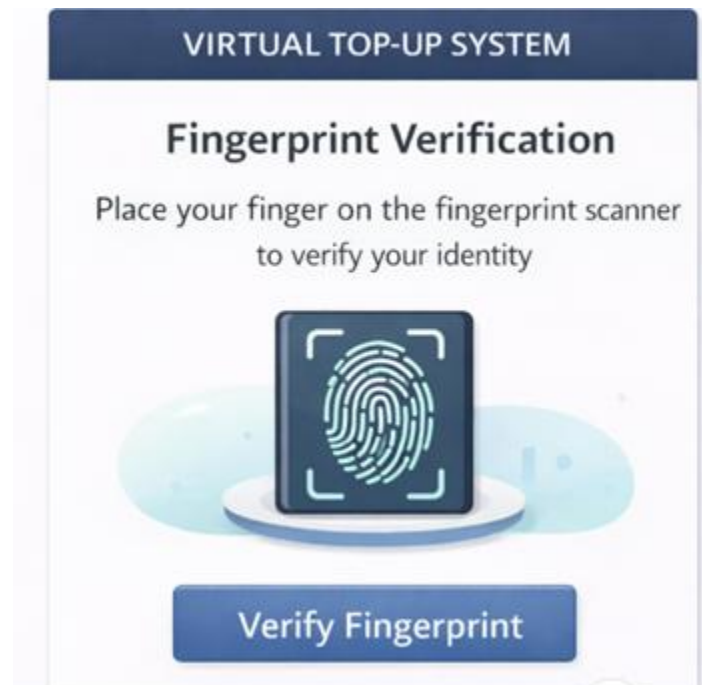 VIRTUAL TOP-UP SYSTEM
Fingerprint Verification
Place your finger on the fingerprint scanner
to verify your identity
Verify Fingerprint